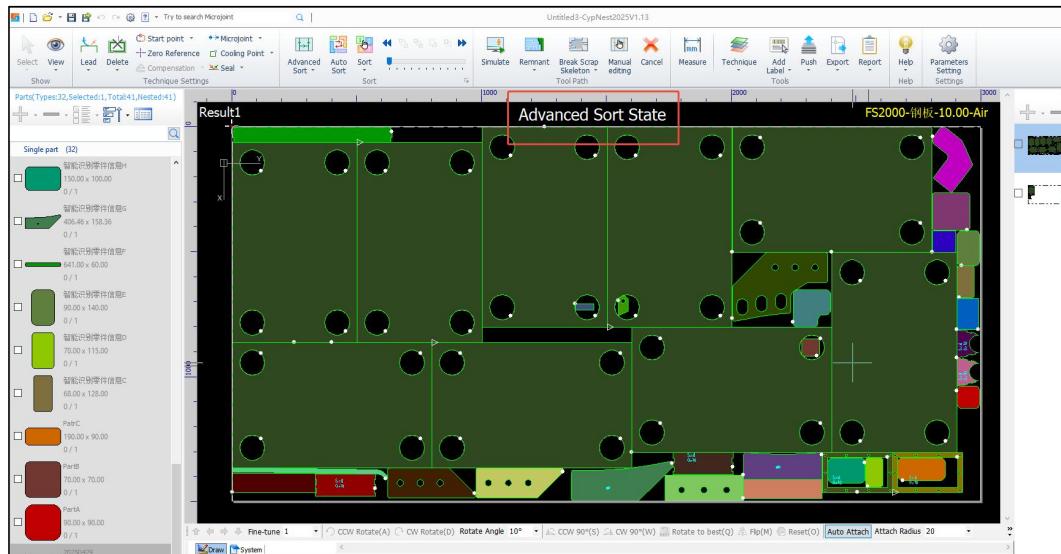 Try to search Microjoint
Untitled3-CypNest2025V1.13
Start point
Microjoint
Zero Reference
Cooling Point
Compensation
Seal
Select
View
Lead
Delete
Advanced Sort
Auto Sort
Sort
Simulate
Remnant
Break Scrap Skeleton
Manual editing
Cancel
Measure
Technique
Add Label
Push
Export
Report
Help
Parameters Setting
Show
Technique Settings
Sort
Tool Path
Tools
Help
Settings
Parts(Types:32,Selected:1,Total:41,Nested:41)
Single part (32)
智能识别零件信息H
150.00 x 100.00
0 / 1
智能识别零件信息G
406.46 x 158.36
0 / 1
智能识别零件信息F
641.00 x 60.00
0 / 1
智能识别零件信息E
90.00 x 140.00
0 / 1
智能识别零件信息D
70.00 x 115.00
0 / 1
智能识别零件信息C
68.00 x 128.00
0 / 1
PatrC
190.00 x 90.00
0 / 1
PartB
70.00 x 70.00
0 / 1
PartA
90.00 x 90.00
0 / 1
20250429
0
1000
2000
3000
Result1
Advanced Sort State
FS2000-钢板-10.00-Air
Y
X
0
1000
Fine-tune 1
CCW Rotate(A)
CW Rotate(D)
Rotate Angle 10°
CCW 90°(S)
CW 90°(W)
Rotate to best(Q)
Flip(M)
Reset(O)
Auto Attach
Attach Radius 20
Draw
System